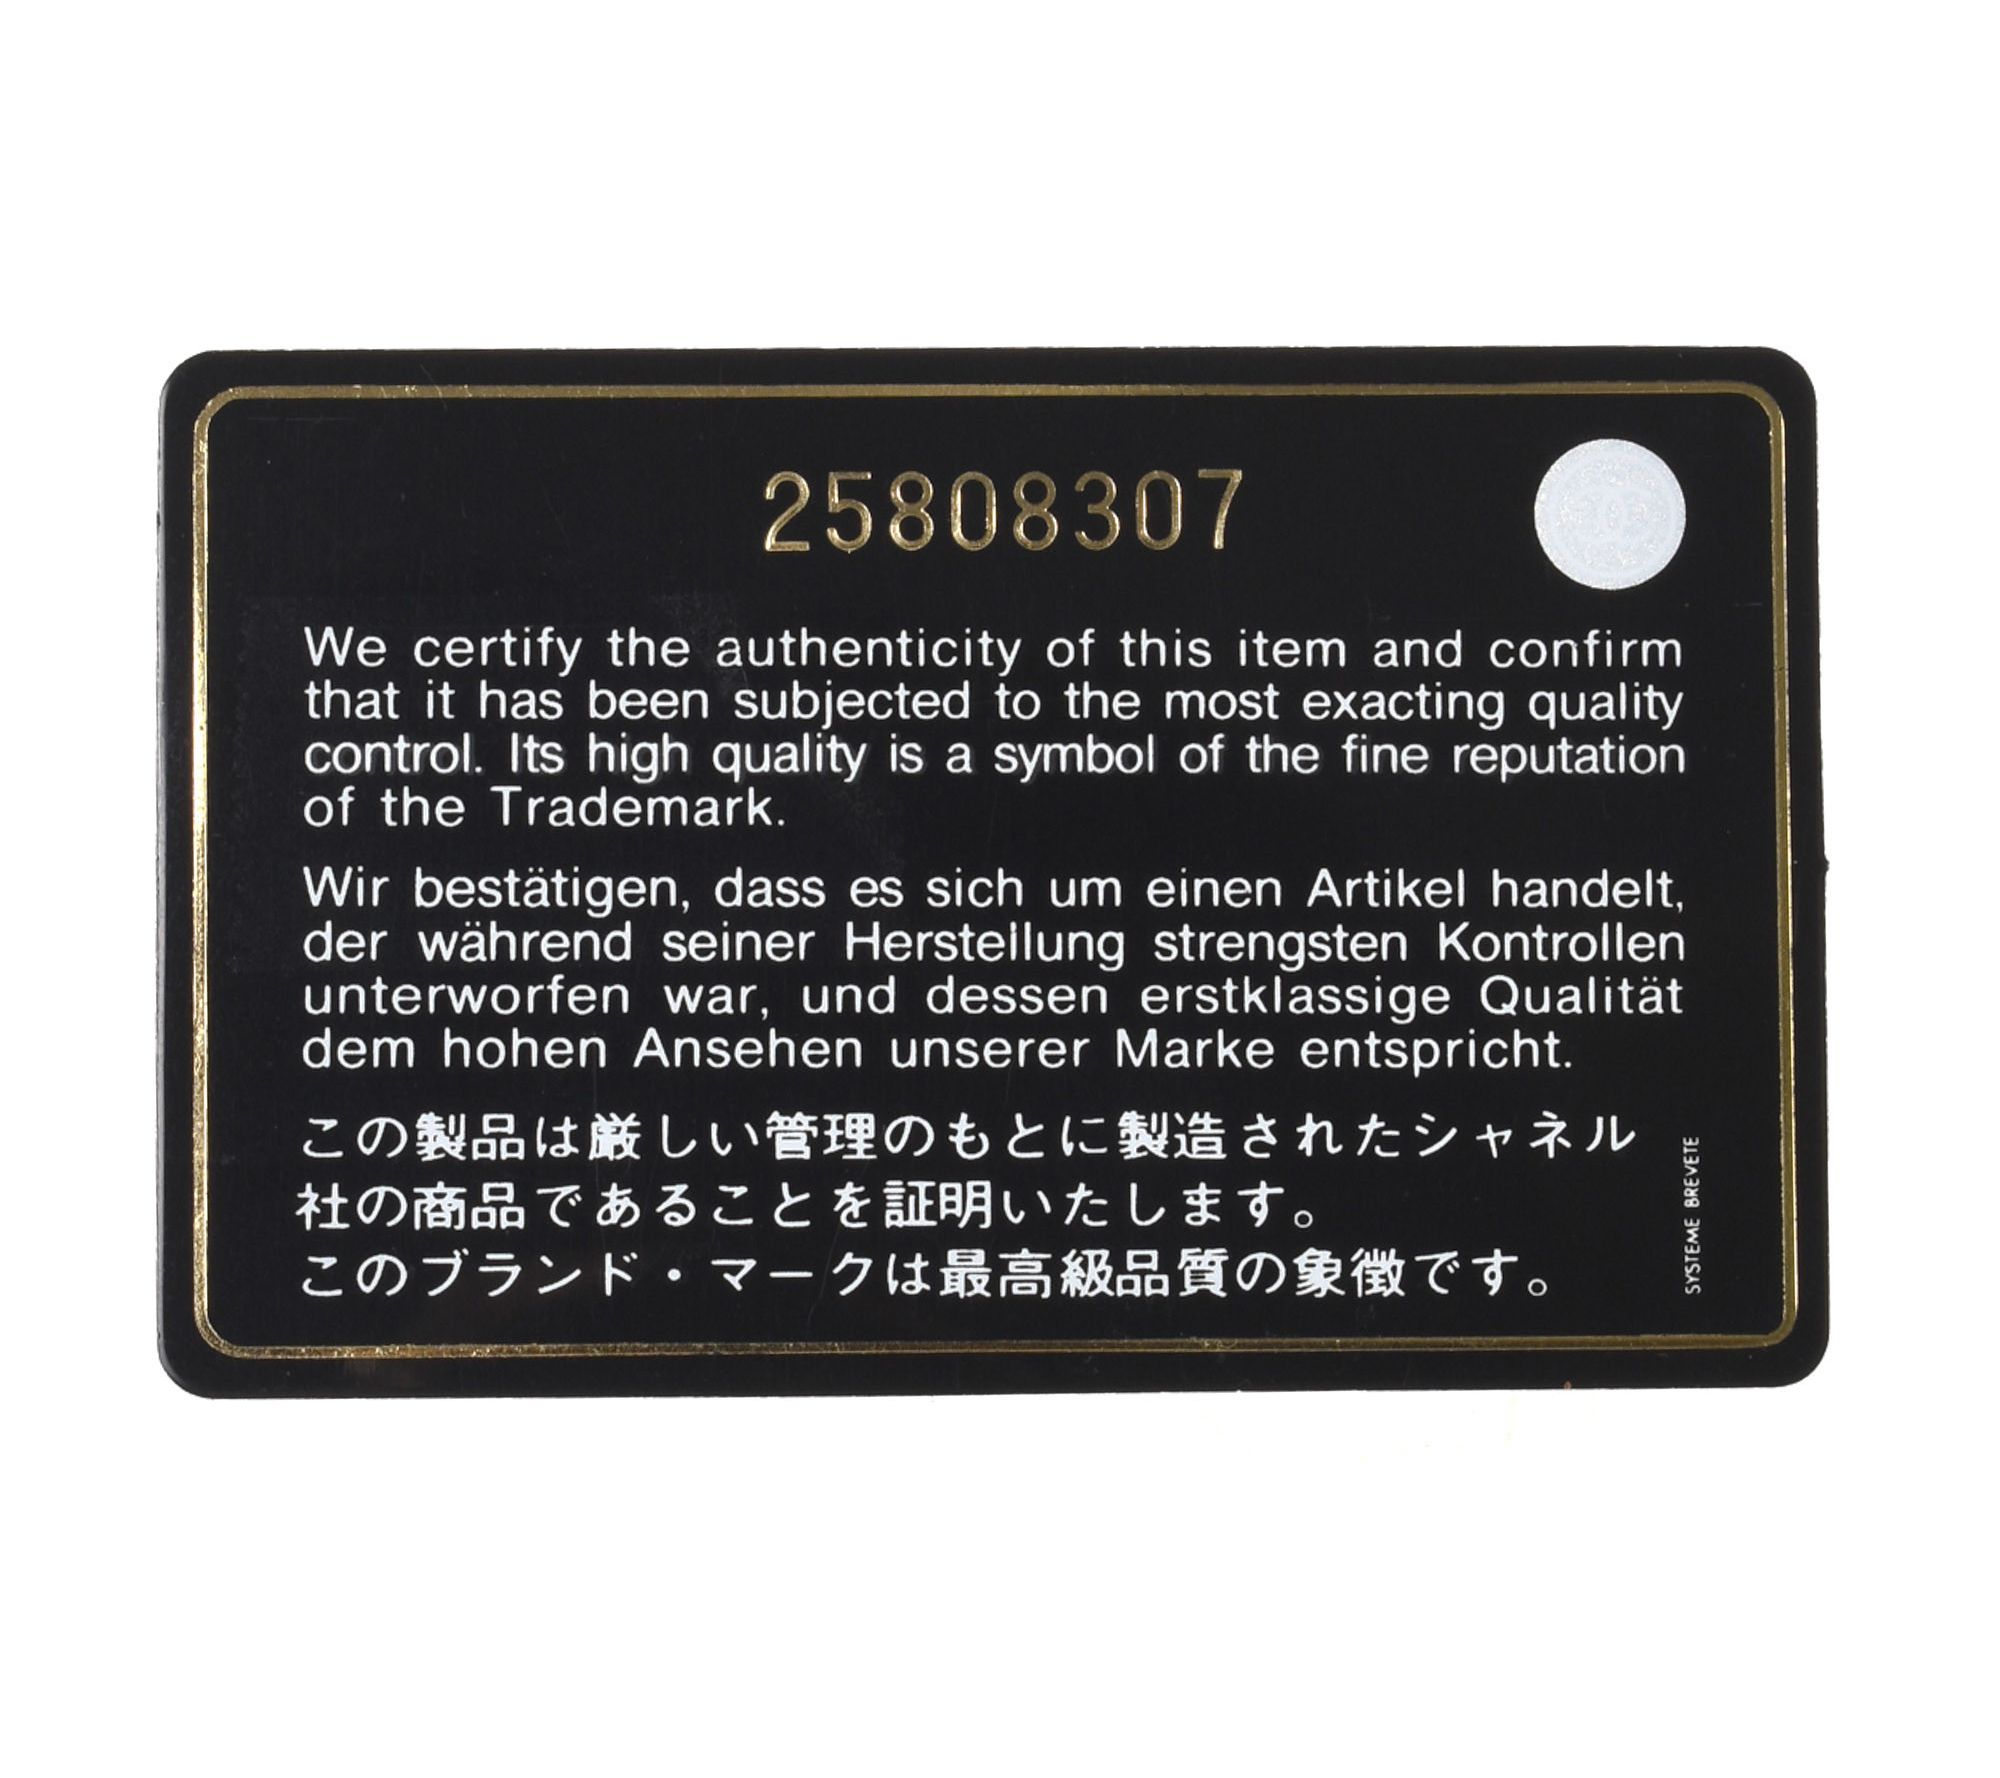 25808307
We certify the authenticity of this item and confirm
that it has been subjected to the most exacting quality
control. Its high quality is a symbol of the fine reputation
of the Trademark.
Wir bestätigen, dass es sich um einen Artikel handelt,
der während seiner Herstellung strengsten Kontrollen
unterworfen war, und dessen erstklassige Qualität
dem hohen Ansehen unserer Marke entspricht.
この製品は厳しい管理のもとに製造されたシャネル
社の商品であることを証明いたします。
このブランド・マークは最高級品質の象徴です。
SYSTEME BREVETE